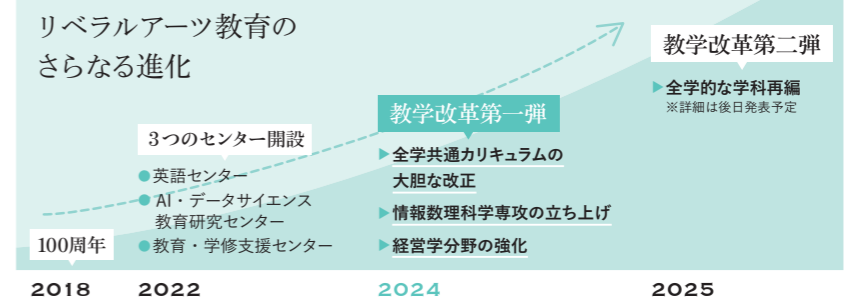 リベラルアーツ教育の
さらなる進化
100周年
2018
3つのセンター開設
●英語センター
●AI・データサイエンス
教育研究センター
●教育・学修支援センター
2022
教学改革第一弾
▶全学共通カリキュラムの
大胆な改正
▶情報数理科学専攻の立ち上げ
▶経営学分野の強化
2024
教学改革第二弾
▶全学的な学科再編
※詳細は後日発表予定
2025